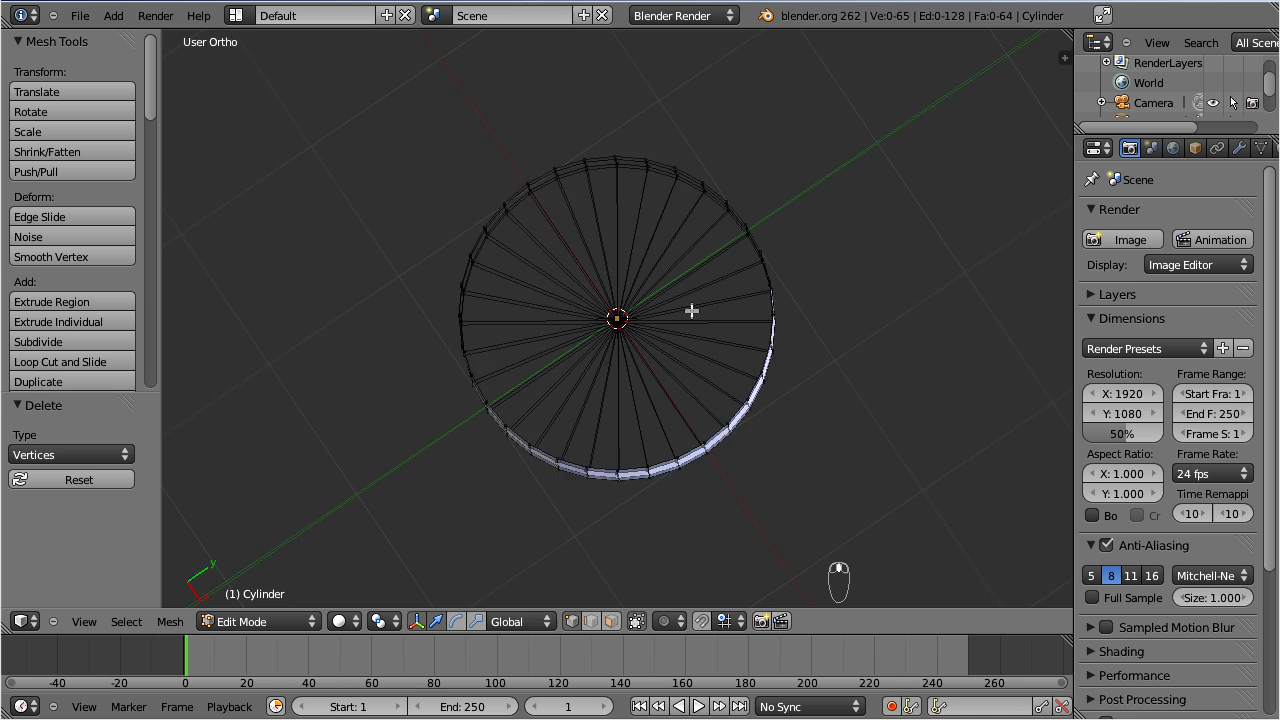 File Add Render Help Default Scene Blender Render blender.org 262 | Ve:0-65 | Ed:0-128 | Fa:0-64 | Cylinder
Mesh Tools
Transform:
Translate
Rotate
Scale
Shrink/Fatten
Push/Pull
Deform:
Edge Slide
Noise
Smooth Vertex
Add:
Extrude Region
Extrude Individual
Subdivide
Loop Cut and Slide
Duplicate
Delete
Type
Vertices
Reset
User Ortho
y
(1) Cylinder
View Select Mesh Edit Mode Global
-40 -20 0 20 40 60 80 100 120 140 160 180 200 220 240 260
View Marker Frame Playback Start: 1 End: 250 1 No Sync
View Search All Scene
RenderLayers
World
Camera
Scene
Render
Image Animation
Display: Image Editor
Layers
Dimensions
Render Presets
Resolution: Frame Range:
X: 1920 Start Fra: 1
Y: 1080 End F: 250
50% Frame S: 1
Aspect Ratio: Frame Rate:
X: 1.000 24 fps
Y: 1.000 Time Remappi
Bo Cr 10 10
Anti-Aliasing
5 8 11 16 Mitchell-Ne
Full Sample Size: 1.000
Sampled Motion Blur
Shading
Performance
Post Processing